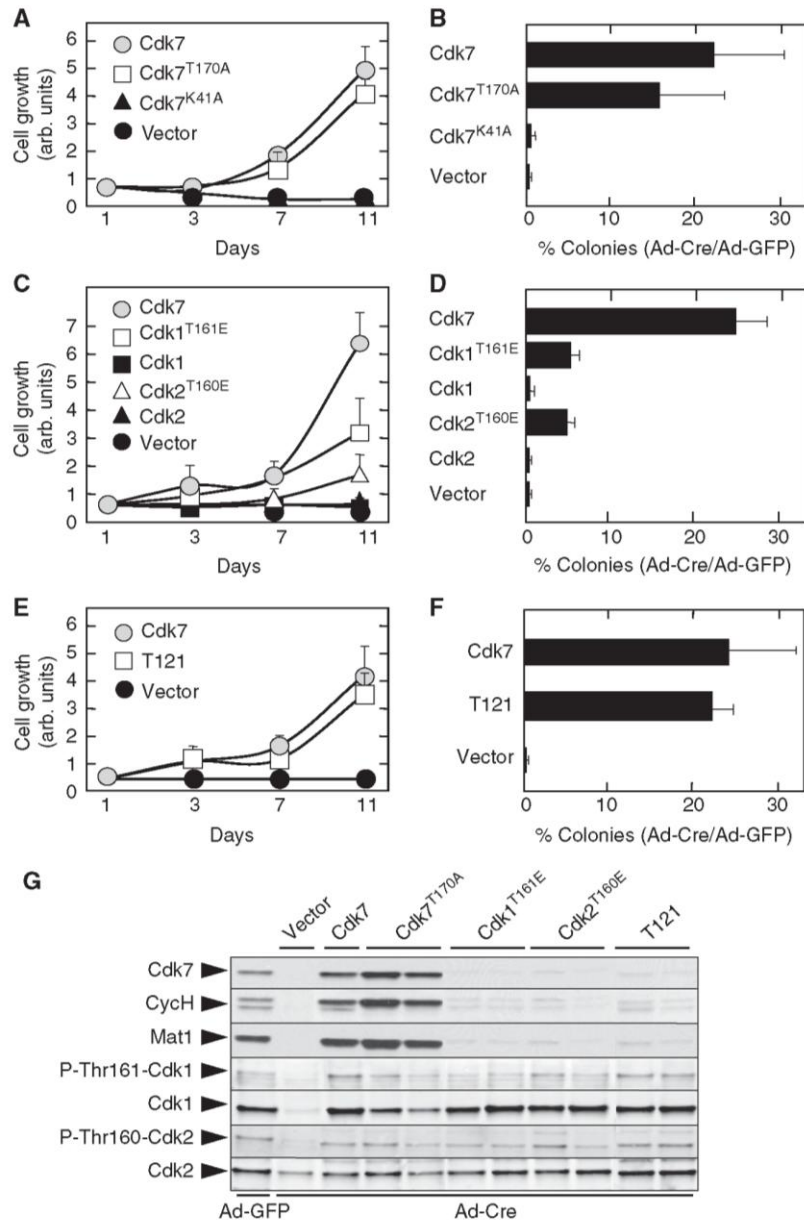 A
Cell growth
(arb. units)
6
5
4
3
2
1
0
Cdk7
Cdk7T170A
Cdk7K41A
Vector
1 3 7 11
Days
B
Cdk7
Cdk7T170A
Cdk7K41A
Vector
0 10 20 30
% Colonies (Ad-Cre/Ad-GFP)
C
Cell growth
(arb. units)
7
6
5
4
3
2
1
0
Cdk7
Cdk1T161E
Cdk1
Cdk2T160E
Cdk2
Vector
1 3 7 11
Days
D
Cdk7
Cdk1T161E
Cdk1
Cdk2T160E
Cdk2
Vector
0 10 20 30
% Colonies (Ad-Cre/Ad-GFP)
E
Cell growth
(arb. units)
6
5
4
3
2
1
0
Cdk7
T121
Vector
1 3 7 11
Days
F
Cdk7
T121
Vector
0 10 20 30
% Colonies (Ad-Cre/Ad-GFP)
G
Vector Cdk7 Cdk7T170A Cdk1T161E Cdk2T160E T121
Cdk7
CycH
Mat1
P-Thr161-Cdk1
Cdk1
P-Thr160-Cdk2
Cdk2
Ad-GFP Ad-Cre